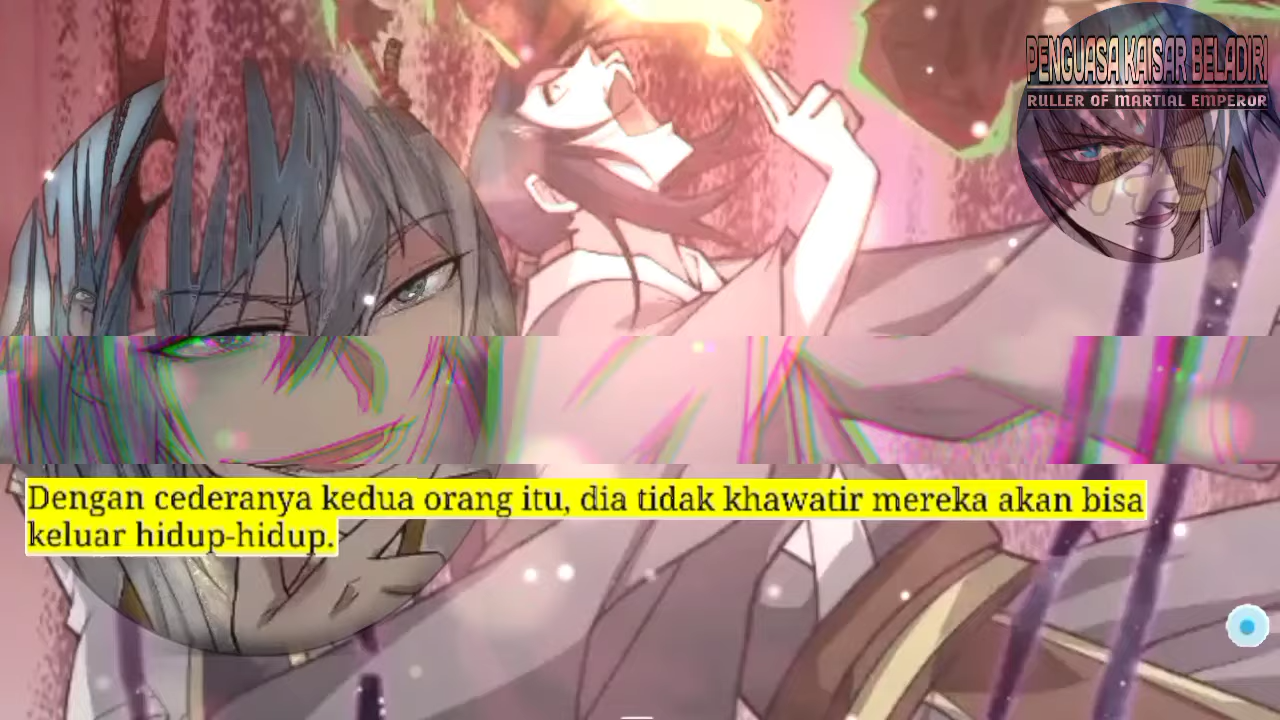 PENGUASA KAISAR BELADIRI
RULLER OF MARTIAL EMPEROR
Dengan cederanya kedua orang itu, dia tidak khawatir mereka akan bisa
keluar hidup-hidup.